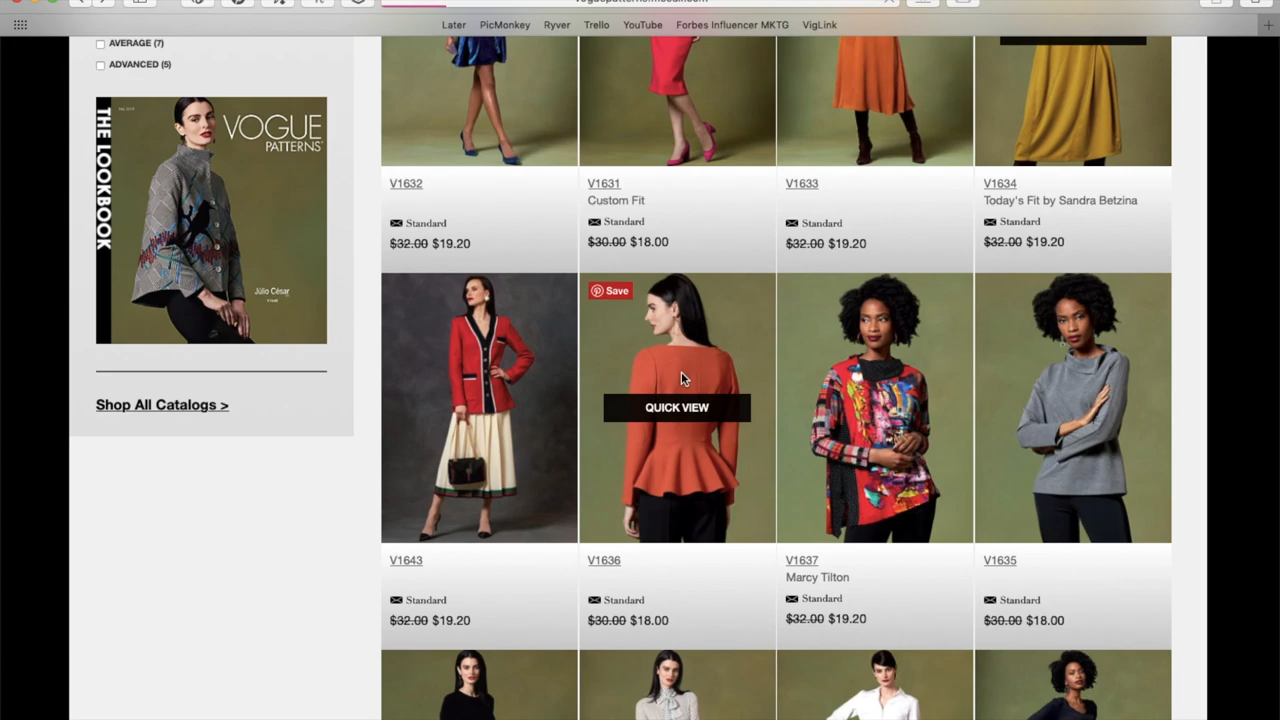 Later PicMonkey Ryver Trello YouTube Forbes Influencer MKTG VigLink
AVERAGE (7)
ADVANCED (5)
THE LOOKBOOK
VOGUE
PATTERNS
Júlio César
Shop All Catalogs >
V1632
Standard
$32.00 $19.20
V1631
Custom Fit
Standard
$30.00 $18.00
V1633
Standard
$32.00 $19.20
V1634
Today's Fit by Sandra Betzina
Standard
$32.00 $19.20
Save
QUICK VIEW
V1643
Standard
$32.00 $19.20
V1636
Standard
$30.00 $18.00
V1637
Marcy Tilton
Standard
$32.00 $19.20
V1635
Standard
$30.00 $18.00